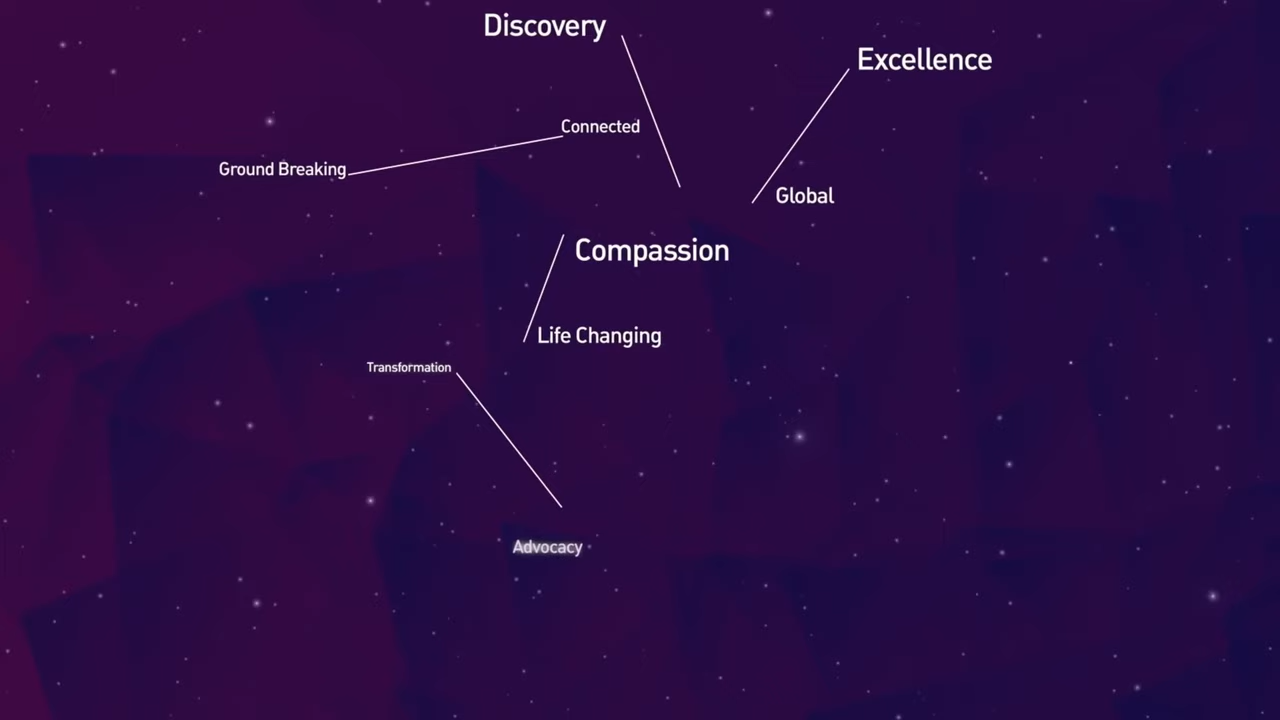 Discovery
Excellence
Connected
Ground Breaking
Global
Compassion
Life Changing
Transformation
Advocacy